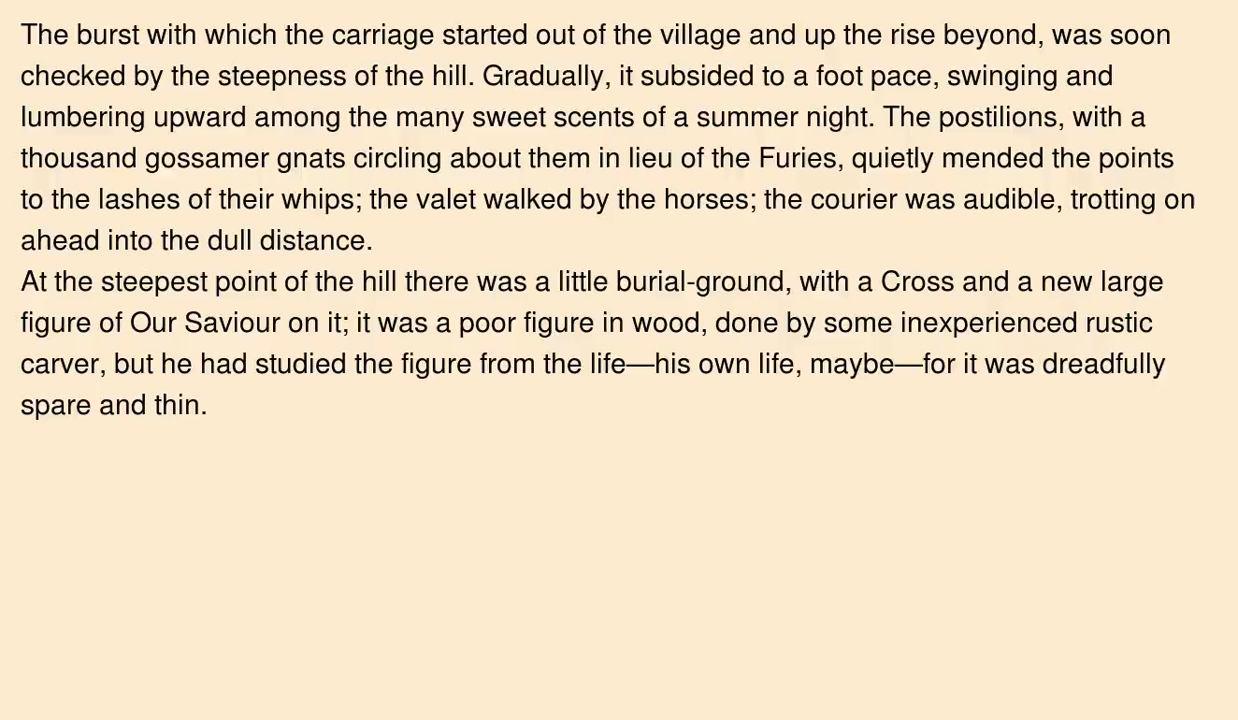 The burst with which the carriage started out of the village and up the rise beyond, was soon
checked by the steepness of the hill. Gradually, it subsided to a foot pace, swinging and
lumbering upward among the many sweet scents of a summer night. The postilions, with a
thousand gossamer gnats circling about them in lieu of the Furies, quietly mended the points
to the lashes of their whips; the valet walked by the horses; the courier was audible, trotting on
ahead into the dull distance.
At the steepest point of the hill there was a little burial-ground, with a Cross and a new large
figure of Our Saviour on it; it was a poor figure in wood, done by some inexperienced rustic
carver, but he had studied the figure from the life—his own life, maybe—for it was dreadfully
spare and thin.